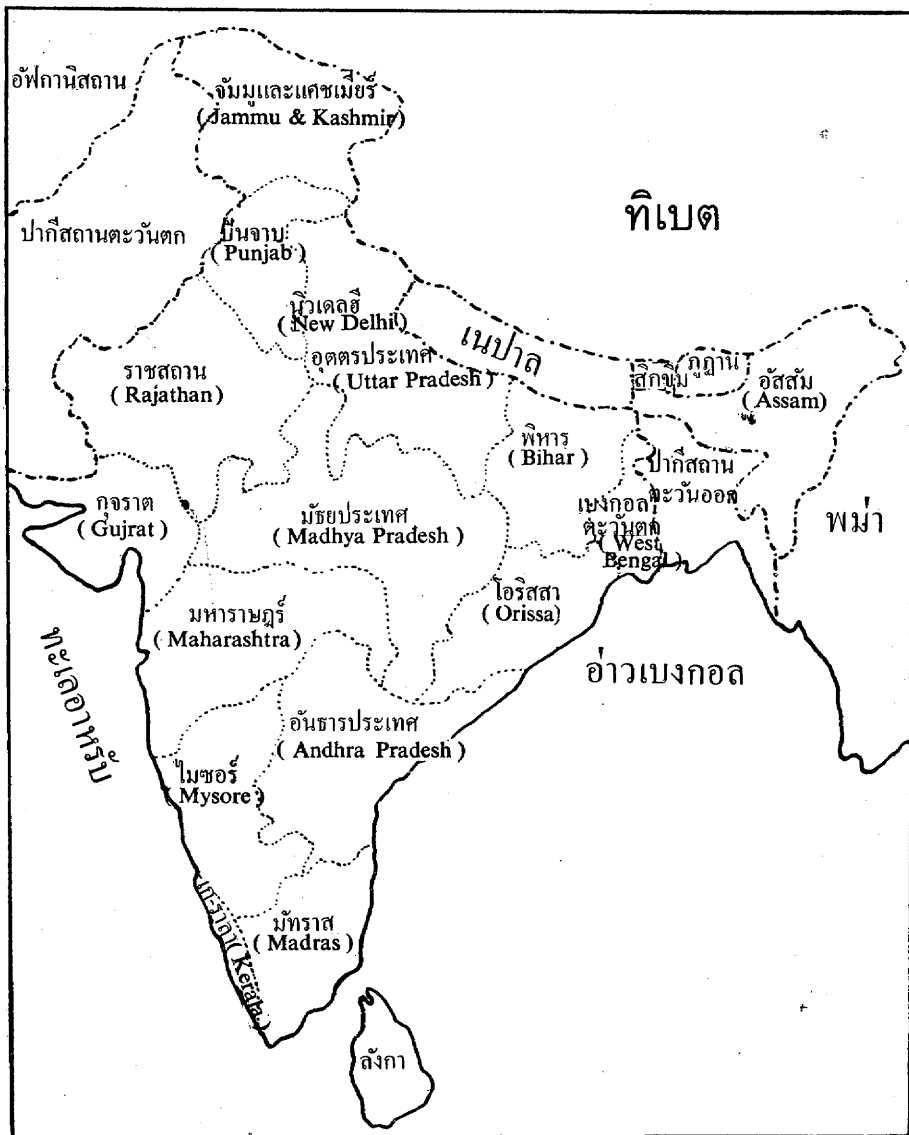 อัฟกานิสถาน
จัมมูและแคชเมียร์
(Jammu & Kashmir)
ทิเบต
ปากีสถานตะวันตก
ปันจาบ
(Punjab)
นิวเดลฮี
(New Delhi)
เนปาล
อุตตรประเทศ
(Uttar Pradesh)
ราชสถาน
(Rajathan)
สิกขิม
ภูฏาน
อัสสัม
(Assam)
พิหาร
(Bihar)
ปากีสถาน
ตะวันออก
กุจราต
(Gujrat)
มัธยประเทศ
(Madhya Pradesh)
เบงกอล
ตะวันตก
(West
Bengal)
พม่า
โอริสสา
(Orissa)
มหาราษฎร์
(Maharashtra)
ทะเลอาหรับ
อ่าวเบงกอล
อันธารประเทศ
(Andhra Pradesh)
ไมซอร์
(Mysore)
เกะราลา (Kerala.)
มัทราส
(Madras)
ลังกา